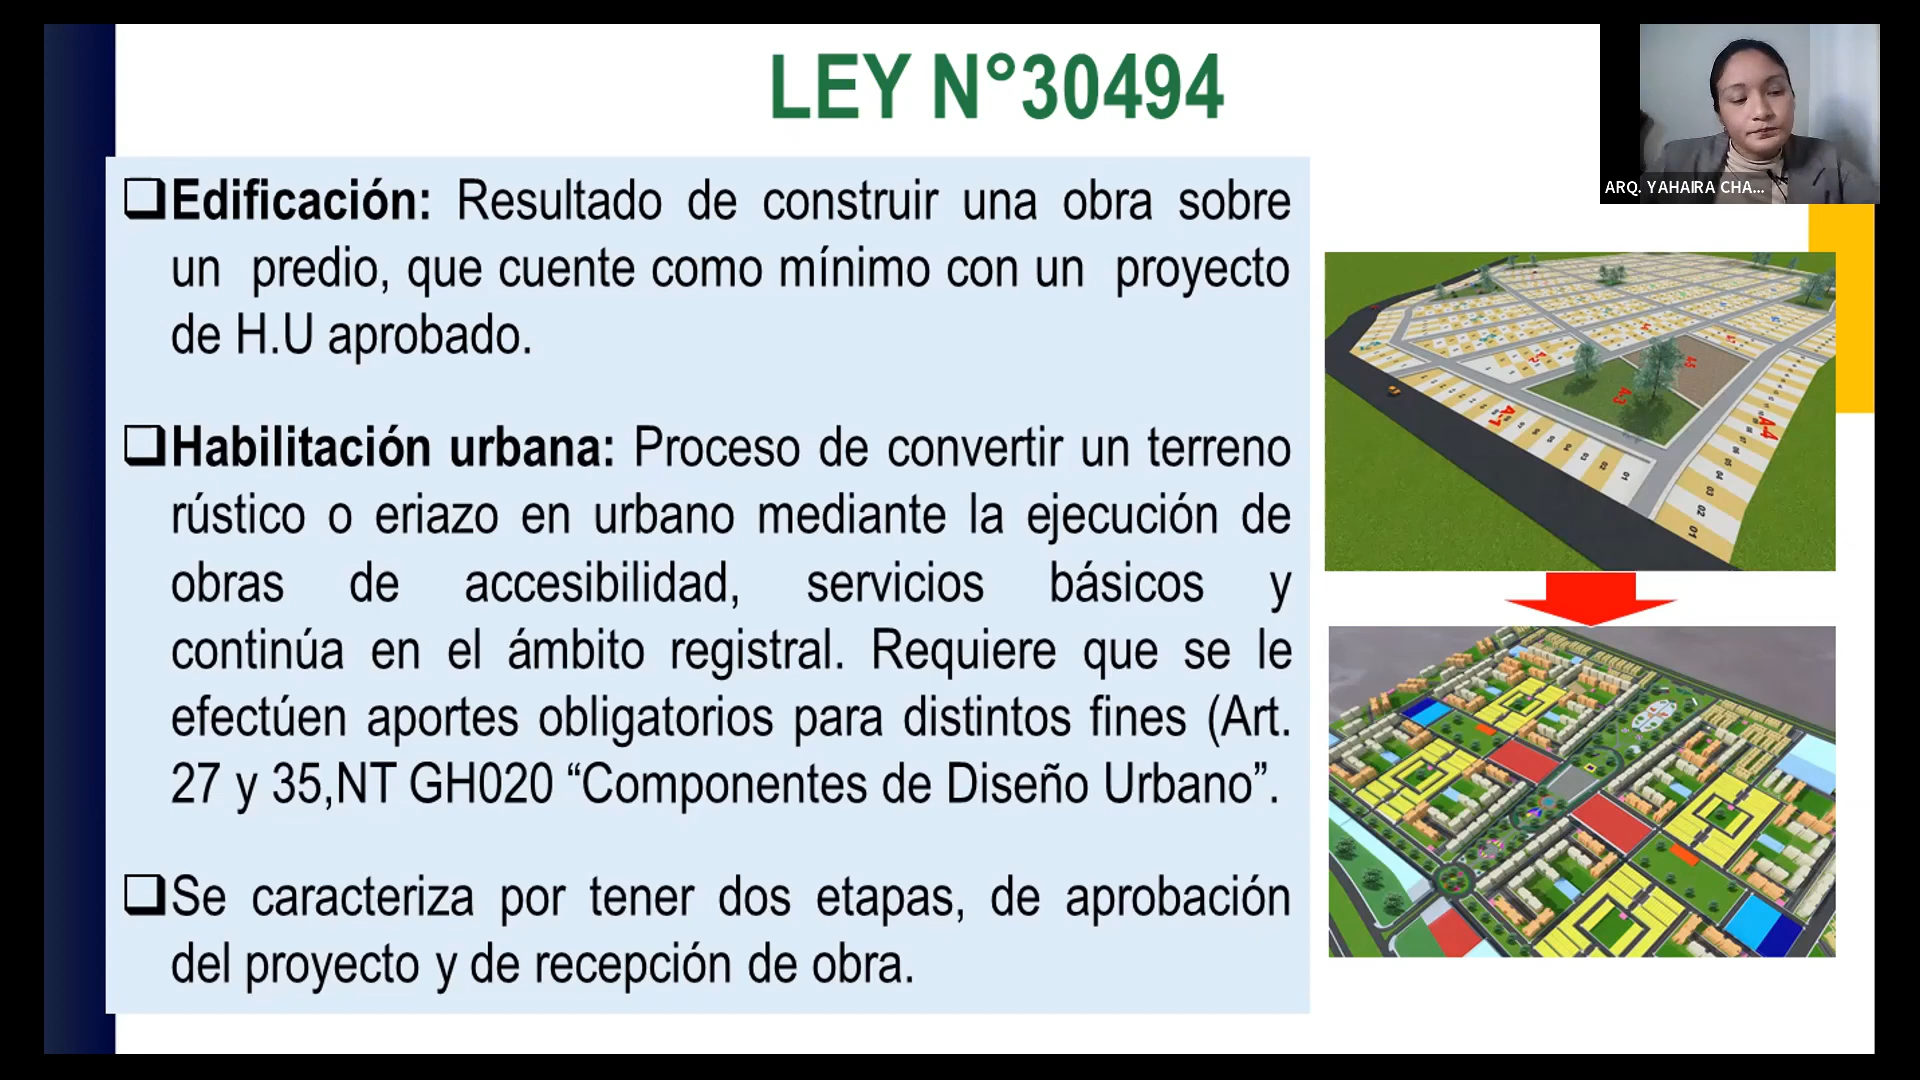 LEY N°30494
ARQ. YAHAIRA CHA...
Edificación: Resultado de construir una obra sobre
un predio, que cuente como mínimo con un proyecto
de H.U aprobado.
Habilitación urbana: Proceso de convertir un terreno
rústico o eriazo en urbano mediante la ejecución de
obras de accesibilidad, servicios básicos y
continúa en el ámbito registral. Requiere que se le
efectúen aportes obligatorios para distintos fines (Art.
27 y 35,NT GH020 “Componentes de Diseño Urbano”.
Se caracteriza por tener dos etapas, de aprobación
del proyecto y de recepción de obra.
A-1
A-2
A-3
A-4